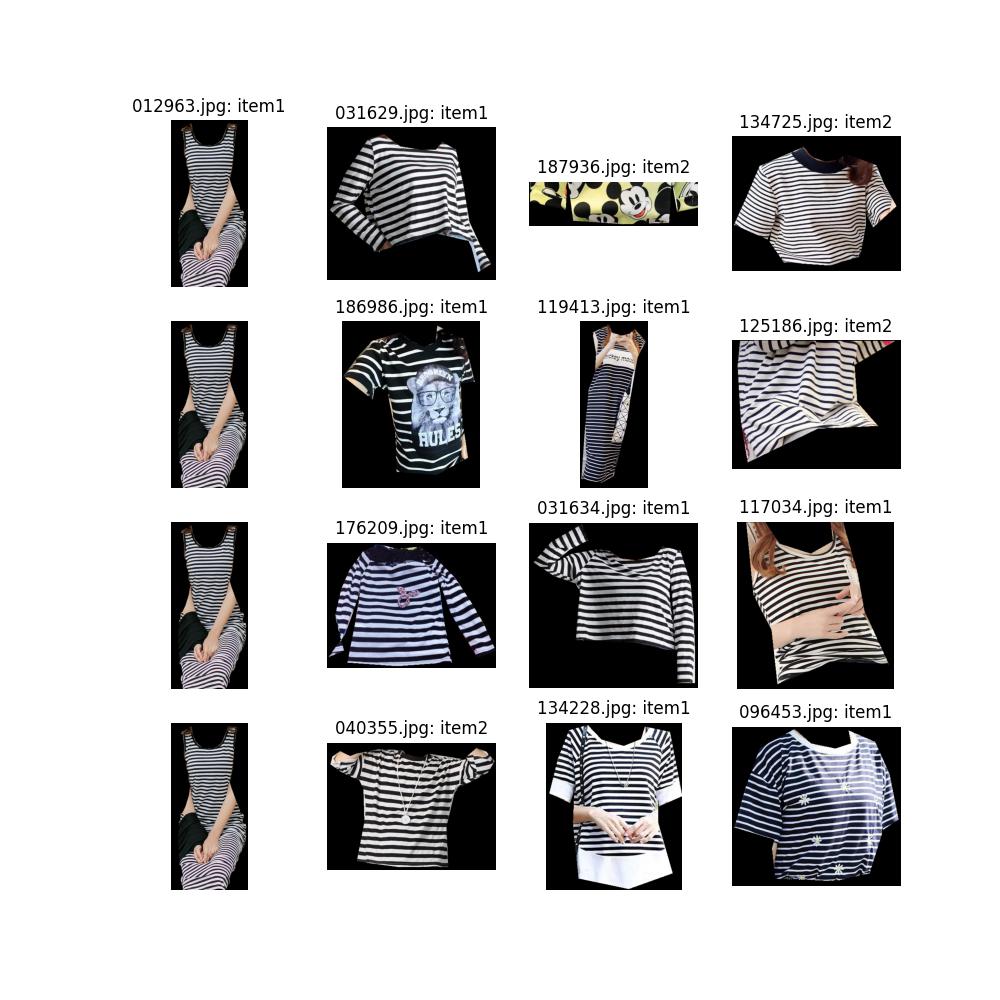 012963.jpg: item1
031629.jpg: item1
187936.jpg: item2
134725.jpg: item2
186986.jpg: item1
RULES
119413.jpg: item1
125186.jpg: item2
176209.jpg: item1
031634.jpg: item1
117034.jpg: item1
040355.jpg: item2
134228.jpg: item1
096453.jpg: item1